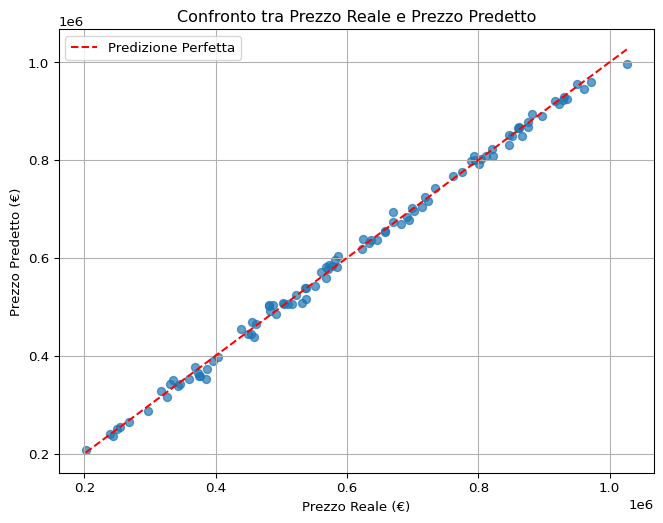 Confronto tra Prezzo Reale e Prezzo Predetto
1e6
Predizione Perfetta
1.0
0.8
0.6
0.4
0.2
Prezzo Predetto (€)
0.2 0.4 0.6 0.8 1.0
1e6
Prezzo Reale (€)